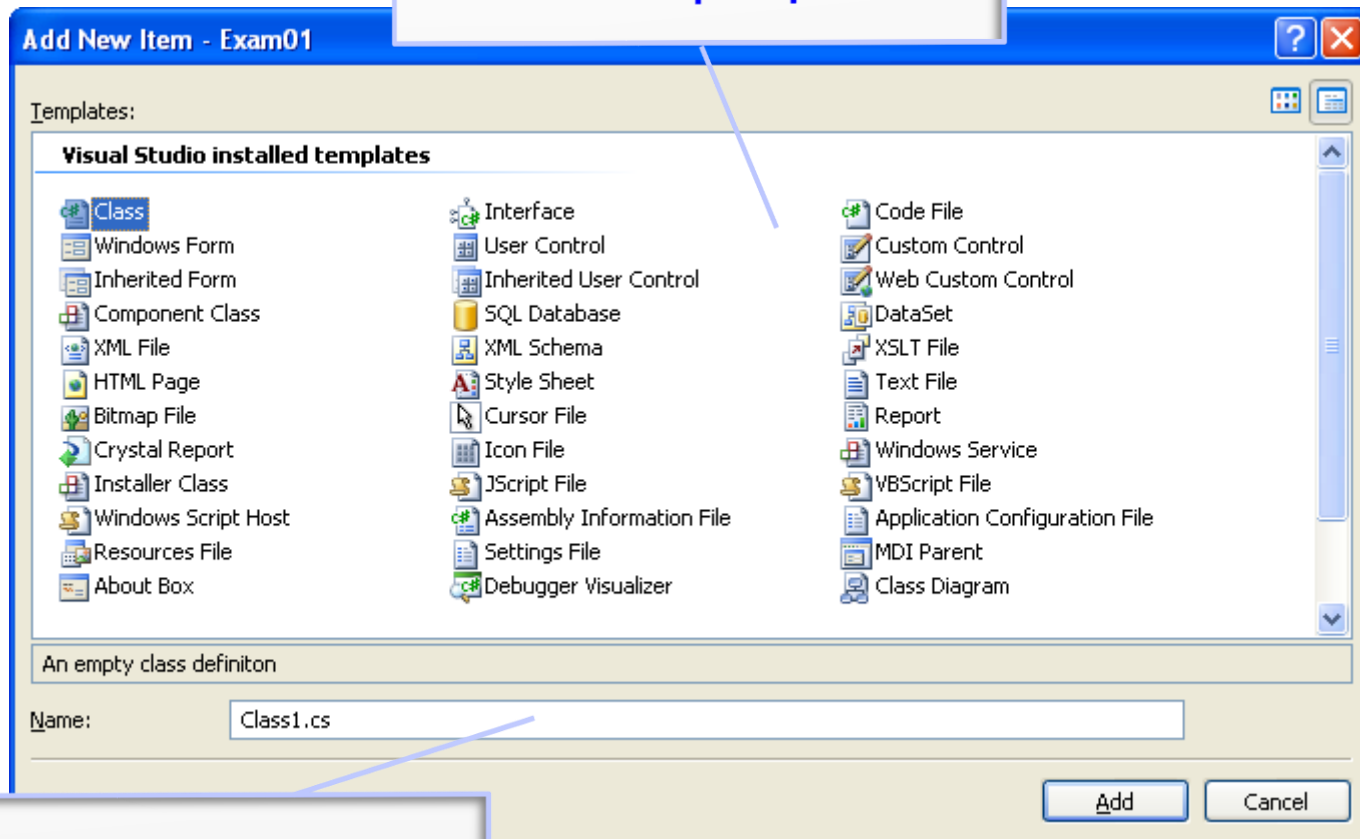 Add New Item - Exam01
Templates:
Visual Studio installed templates
Class Interface Code File
Windows Form User Control Custom Control
Inherited Form Inherited User Control Web Custom Control
Component Class SQL Database DataSet
XML File XML Schema XSLT File
HTML Page Style Sheet Text File
Bitmap File Cursor File Report
Crystal Report Icon File Windows Service
Installer Class JScript File VBScript File
Windows Script Host Assembly Information File Application Configuration File
Resources File Settings File MDI Parent
About Box Debugger Visualizer Class Diagram
An empty class definiton
Name: Class1.cs
Add Cancel